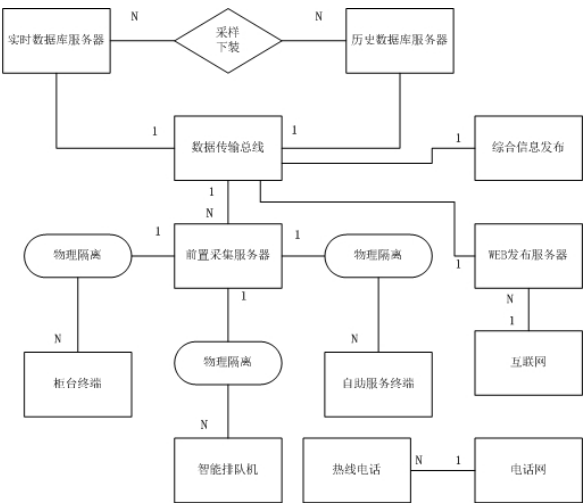 N
N
实时数据库服务器
采样
下装
历史数据库服务器
1
1
1
数据传输总线
综合信息发布
1
N
1
1
物理隔离
前置采集服务器
物理隔离
1
WEB发布服务器
1
N
1
N
物理隔离
N
互联网
柜台终端
自助服务终端
N
N
1
智能排队机
热线电话
电话网